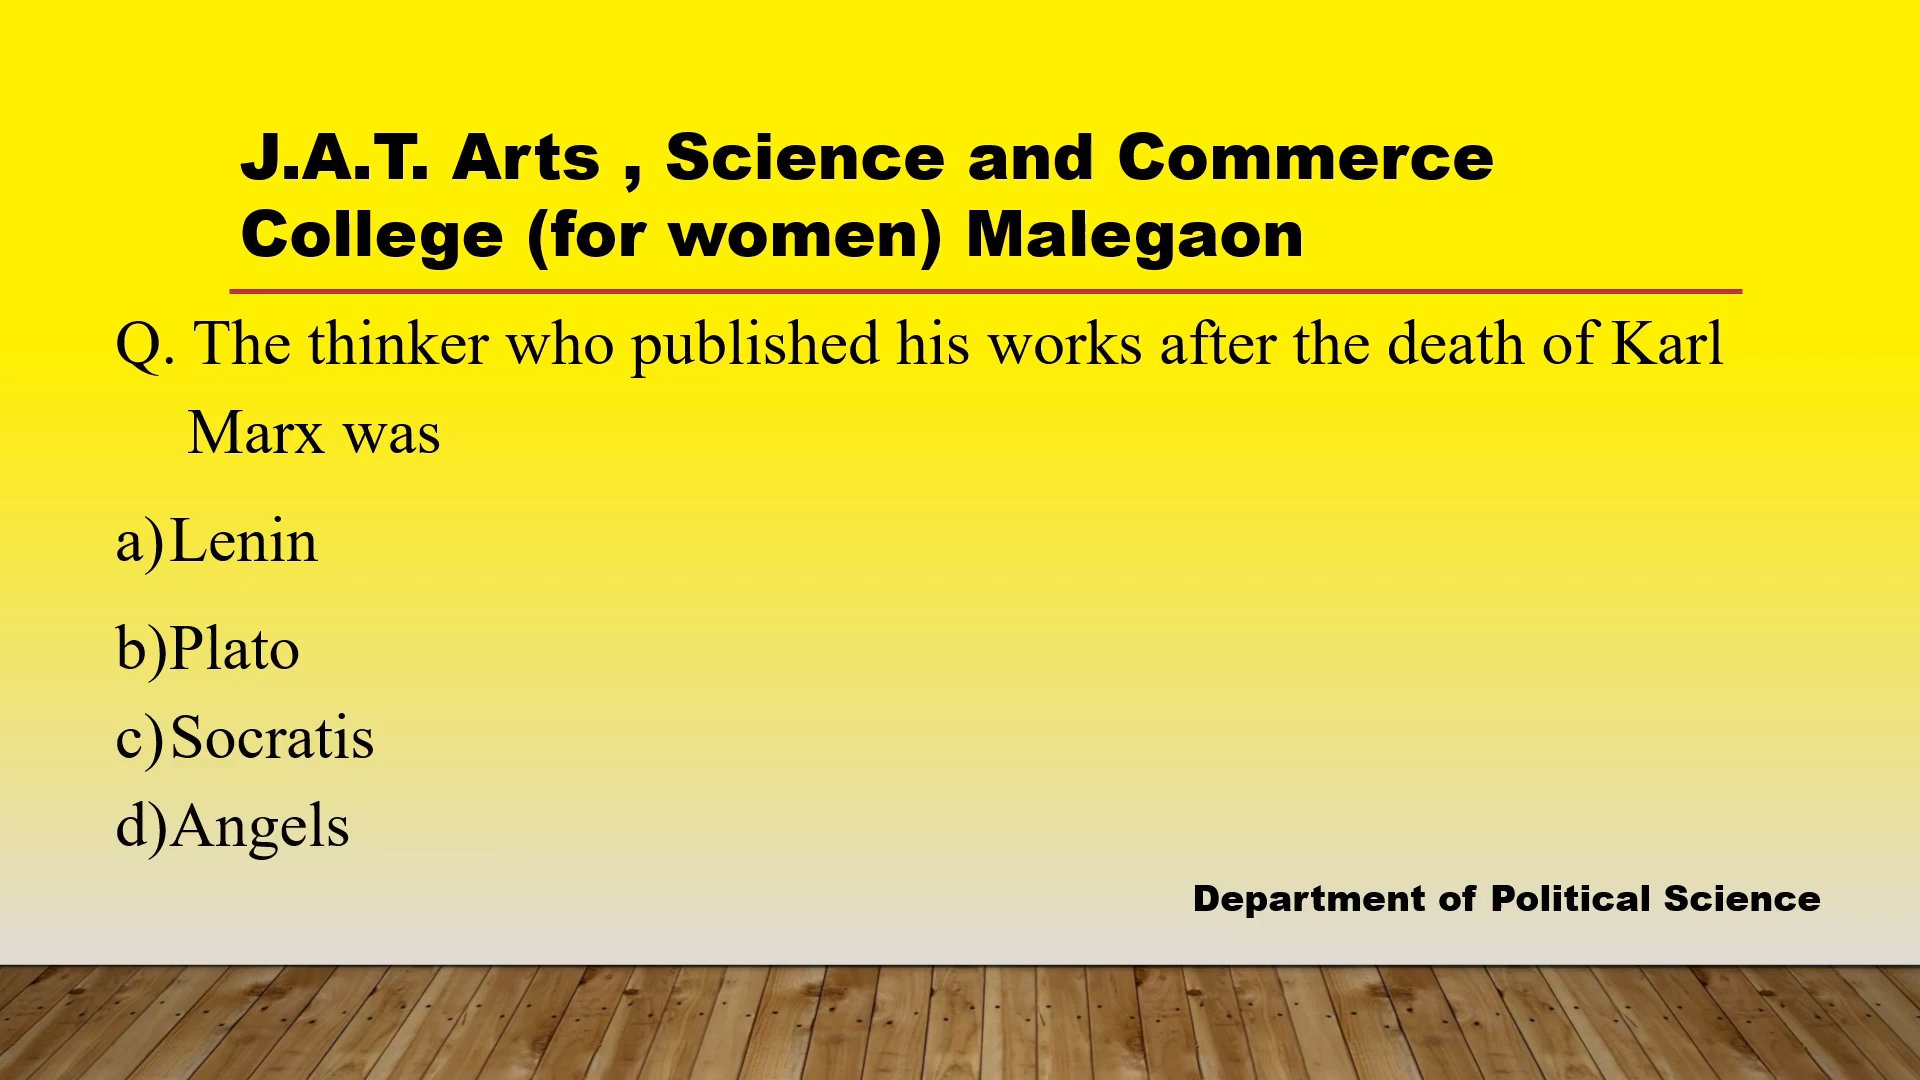 J.A.T. Arts , Science and Commerce
College (for women) Malegaon
Q. The thinker who published his works after the death of Karl
Marx was
a) Lenin
b) Plato
c) Socratis
d) Angels
Department of Political Science